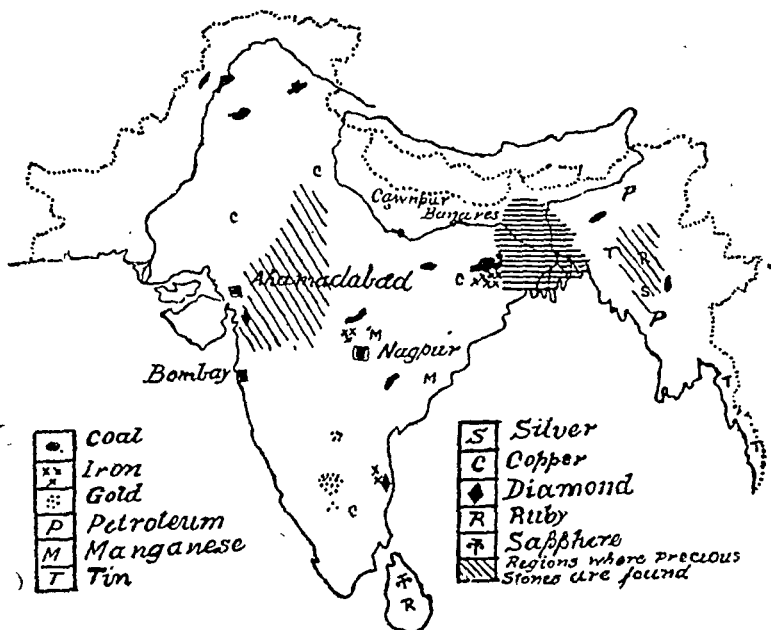 P
C
C
Cawnpur
Banares
P
T
R
S
P
Ahamadabad
C
M
Nagpur
Bombay
M
T
T
C
R
Coal
Iron
Gold
P Petroleum
M Manganese
T Tin
S Silver
C Copper
Diamond
R Ruby
Sapphire
Regions where precious
Stones are found